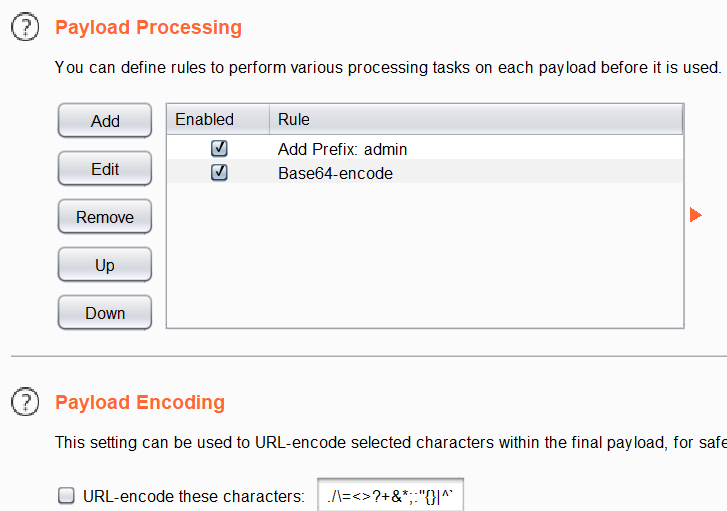 Payload Processing
You can define rules to perform various processing tasks on each payload before it is used.
Add
Edit
Remove
Up
Down
Enabled Rule
Add Prefix: admin
Base64-encode
Payload Encoding
This setting can be used to URL-encode selected characters within the final payload, for safe
URL-encode these characters: ./\=<>?+&*;:"{}|^`